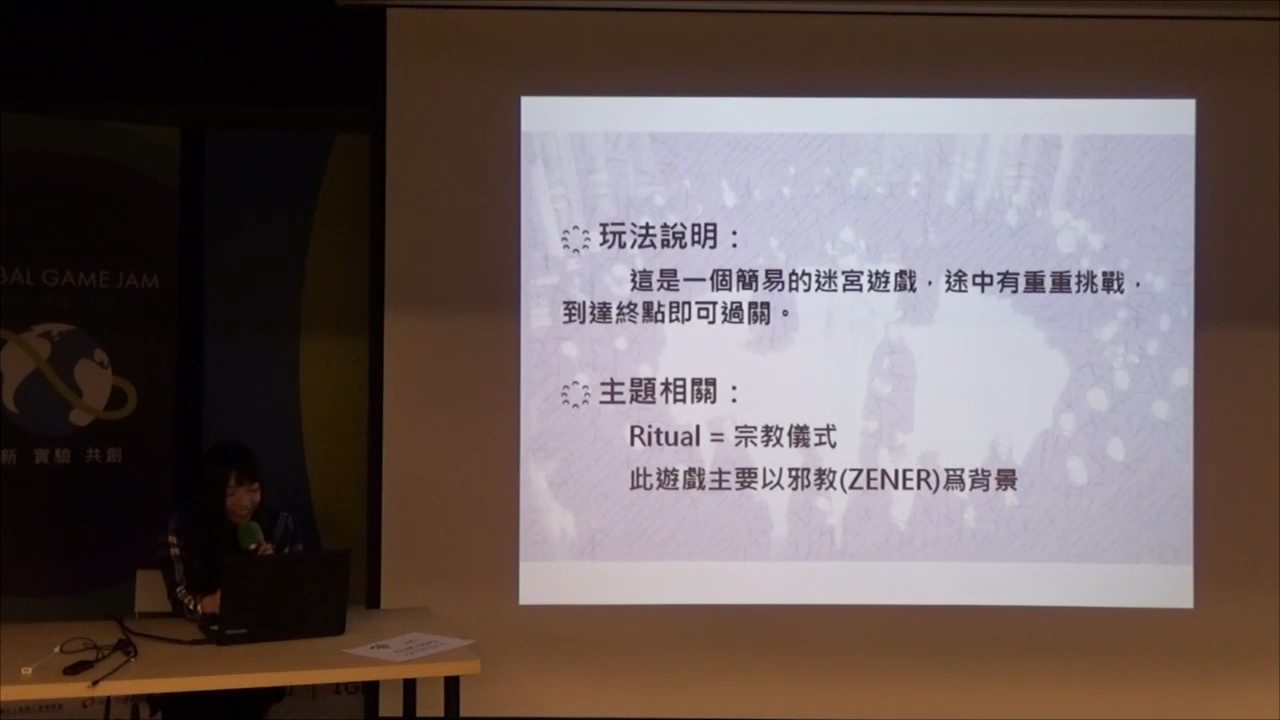 玩法說明：
這是一個簡易的迷宮遊戲，途中有重重挑戰，
到達終點即可過關。
主題相關：
Ritual = 宗教儀式
此遊戲主要以邪教(ZENER)爲背景
BAL GAME JAM
新 實驗 共創